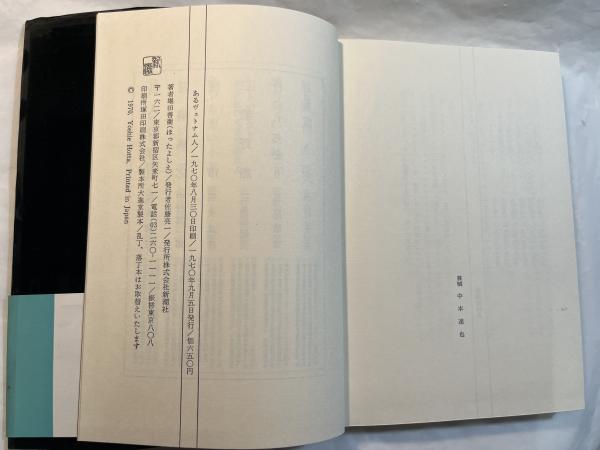 装幀 中本達也
あるヴェトナム人/一九七〇年八月三〇日印刷/一九七〇年九月五日発行/価六五〇円
著者堀田善衞(ほったよしえ)/発行者佐藤亮一/発行所株式会社新潮社
〒一六二/東京都新宿区矢来町七一/電話(03)二六〇-一一一一/振替東京八〇八
印刷所塚田印刷株式会社/製本所大進堂製本/乱丁、落丁本はお取替えいたします
© 1970, Yoshie Hotta, Printed in Japan